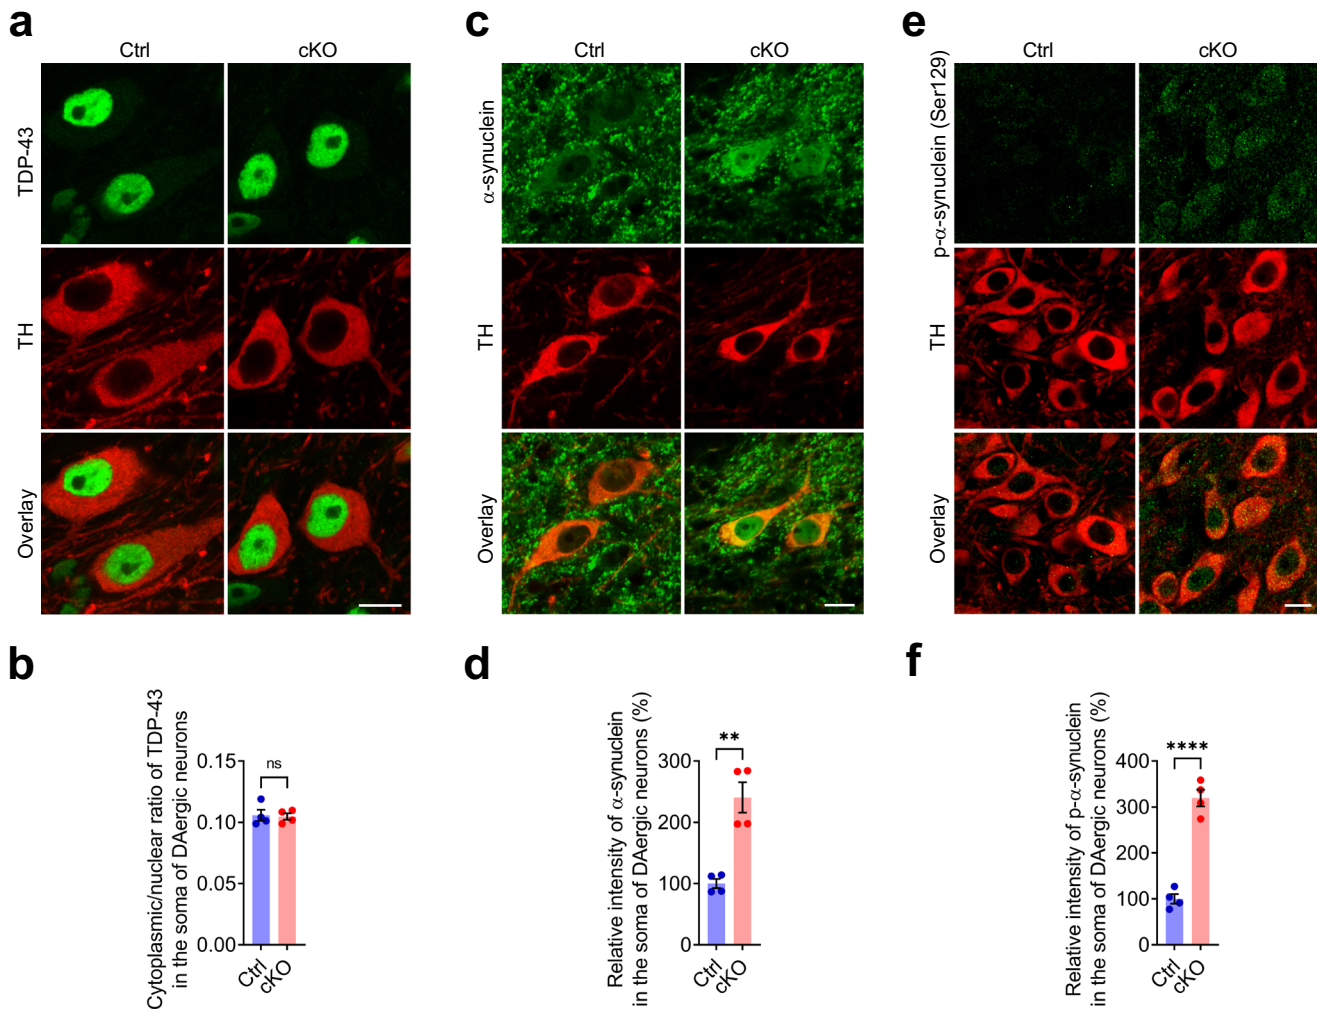 a
Ctrl
cKO
TDP-43
TH
Overlay
c
Ctrl
cKO
α-synuclein
TH
Overlay
e
Ctrl
cKO
p-α-synuclein (Ser129)
TH
Overlay
b
Cytoplasmic/nuclear ratio of TDP-43
in the soma of DAergic neurons
0.15
0.10
0.05
0.00
ns
Ctrl
cKO
d
Relative intensity of α-synuclein
in the soma of DAergic neurons (%)
300
200
100
0
**
Ctrl
cKO
f
Relative intensity of p-α-synuclein
in the soma of DAergic neurons (%)
400
300
200
100
0
****
Ctrl
cKO